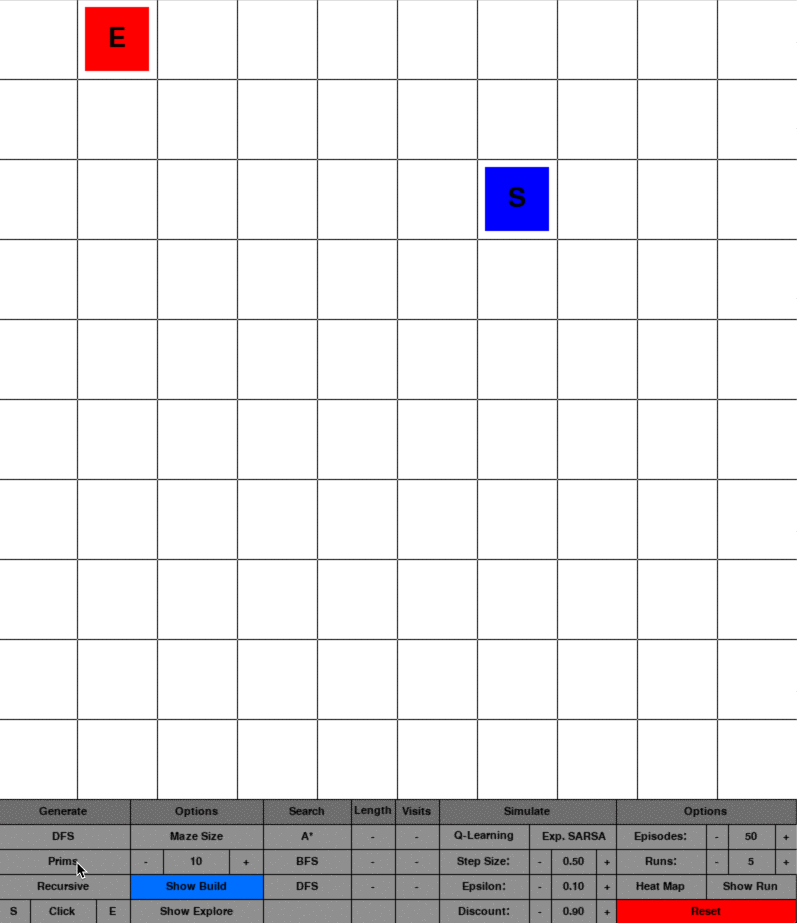 E
S
Generate Options Search Length Visits Simulate Options
DFS Maze Size A* - - Q-Learning Exp. SARSA Episodes: - 50 +
Prims - 10 + BFS - - Step Size: - 0.50 + Runs: - 5 +
Recursive Show Build DFS - - Epsilon: - 0.10 + Heat Map Show Run
S Click E Show Explore Discount: - 0.90 + Reset